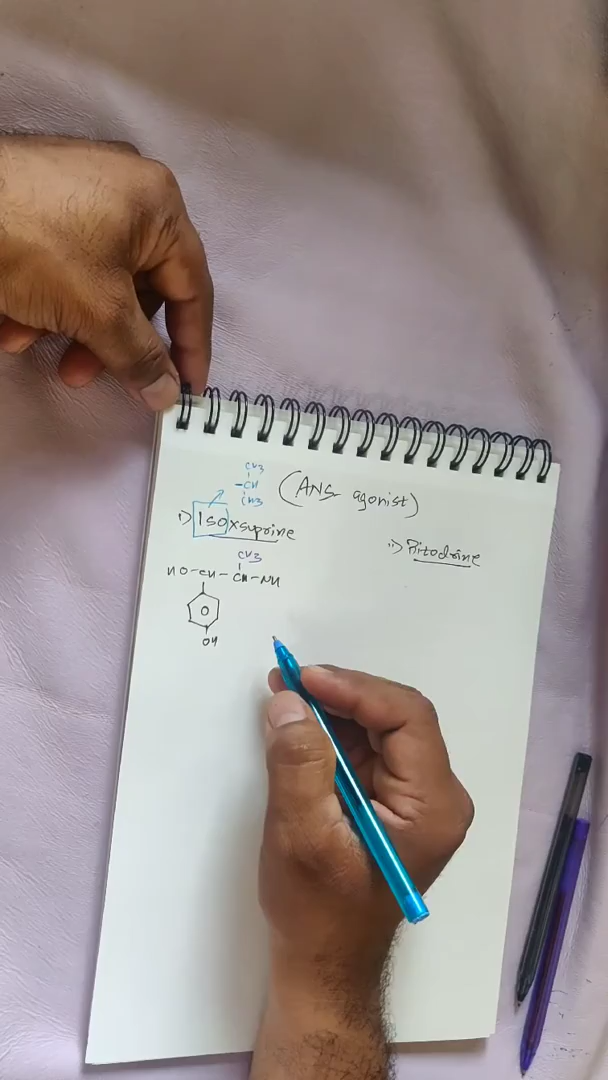 (ANS agonist)
CH3
-CH
CH3
i) Isoxsuprine
ii) Ritodrine
CH3
HO-CH-CH-NH
OH